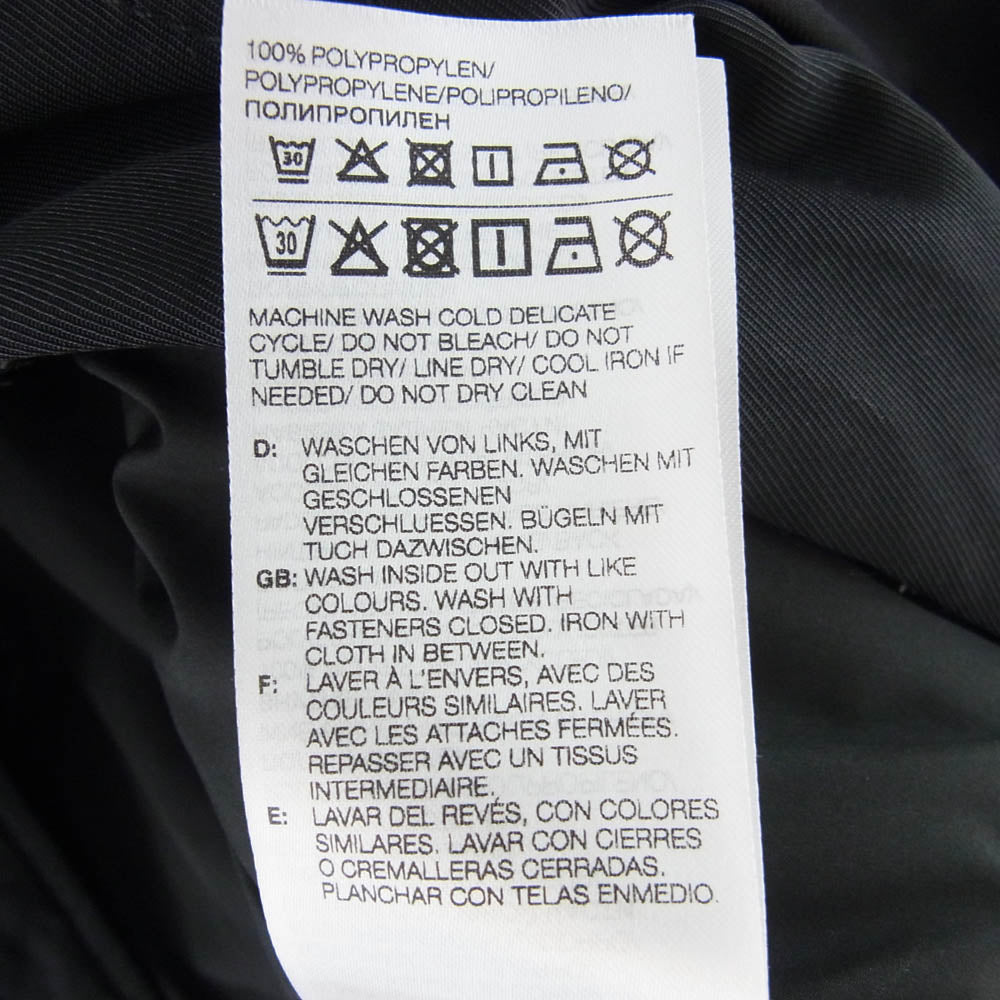 100% POLYPROPYLEN/
POLYPROPYLENE/POLIPROPILENO/
ПОЛИПРОПИЛЕН
30
30
MACHINE WASH COLD DELICATE
CYCLE/ DO NOT BLEACH/ DO NOT
TUMBLE DRY/ LINE DRY/ COOL IRON IF
NEEDED/ DO NOT DRY CLEAN
D: WASCHEN VON LINKS, MIT
GLEICHEN FARBEN. WASCHEN MIT
GESCHLOSSENEN
VERSCHLUESSEN. BÜGELN MIT
TUCH DAZWISCHEN.
GB: WASH INSIDE OUT WITH LIKE
COLOURS. WASH WITH
FASTENERS CLOSED. IRON WITH
CLOTH IN BETWEEN.
F: LAVER À L'ENVERS, AVEC DES
COULEURS SIMILAIRES. LAVER
AVEC LES ATTACHES FERMÉES.
REPASSER AVEC UN TISSUS
INTERMEDIAIRE.
E: LAVAR DEL REVÉS, CON COLORES
SIMILARES. LAVAR CON CIERRES
O CREMALLERAS CERRADAS.
PLANCHAR CON TELAS ENMEDIO.